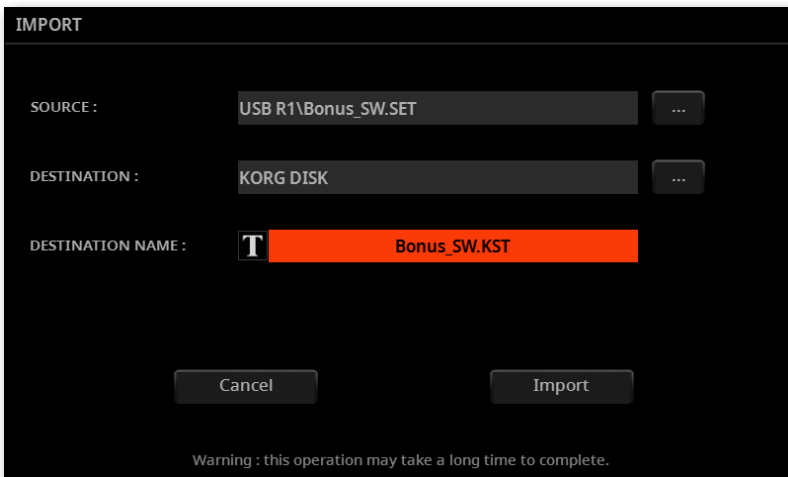 IMPORT
SOURCE : USB R1\Bonus_SW.SET ...
DESTINATION : KORG DISK ...
DESTINATION NAME : T Bonus_SW.KST
Cancel Import
Warning : this operation may take a long time to complete.